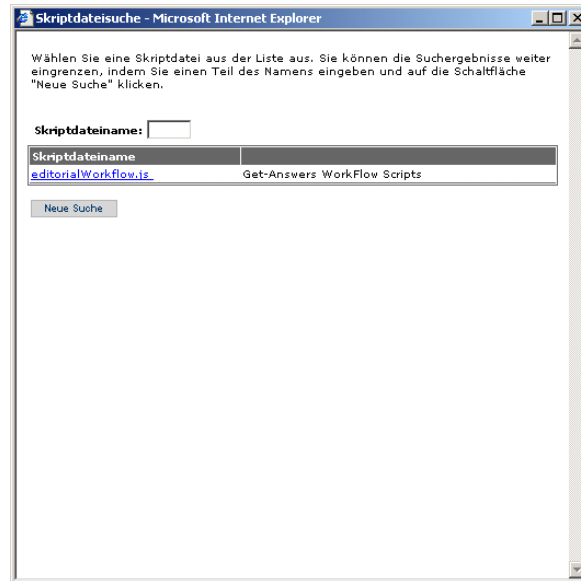 Skriptdateisuche - Microsoft Internet Explorer
Wählen Sie eine Skriptdatei aus der Liste aus. Sie können die Suchergebnisse weiter
eingrenzen, indem Sie einen Teil des Namens eingeben und auf die Schaltfläche
"Neue Suche" klicken.
Skriptdateiname:
Skriptdateiname
editorialWorkflow.js Get-Answers WorkFlow Scripts
Neue Suche